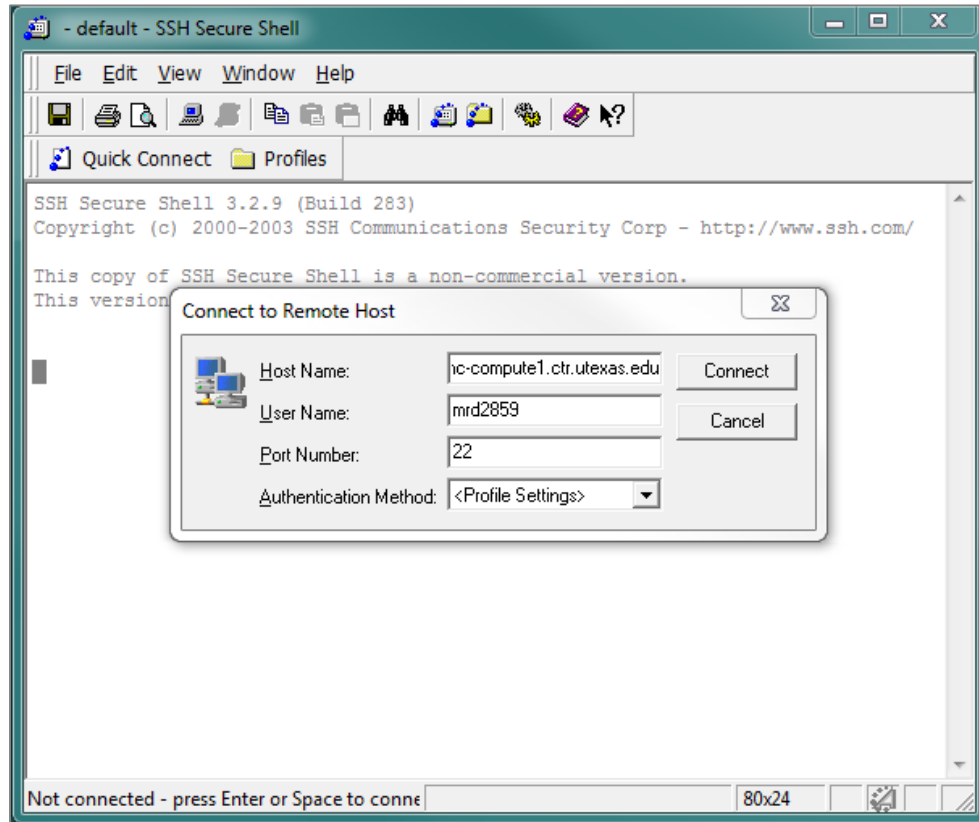 - default - SSH Secure Shell
File Edit View Window Help
Quick Connect Profiles
SSH Secure Shell 3.2.9 (Build 283)
Copyright (c) 2000-2003 SSH Communications Security Corp - http://www.ssh.com/
This copy of SSH Secure Shell is a non-commercial version.
This version
Connect to Remote Host
Host Name: c-compute1.ctr.utexas.edu Connect
User Name: mrd2859
Cancel
Port Number: 22
Authentication Method: <Profile Settings>
Not connected - press Enter or Space to conne 80x24